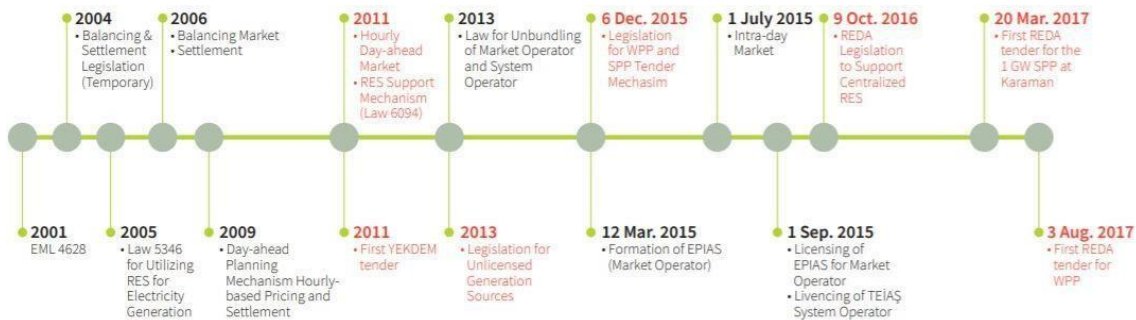 2004
• Balancing &
Settlement
Legislation
(Temporary)
2006
• Balancing Market
• Settlement
2011
• Hourly
Day-ahead
Market
• RES Support
Mechanism
(Law 6094)
2013
• Law for Unbundling
of Market Operator
and System
Operator
6 Dec. 2015
• Legislation
for WPP and
SPP Tender
Mechasim
1 July 2015
• Intra-day
Market
9 Oct. 2016
• REDA
Legislation
to Support
Centralized
RES
20 Mar. 2017
• First REDA
tender for the
1 GW SPP at
Karaman
2001
EML 4628
2005
• Law 5346
for Utilizing
RES for
Electricity
Generation
2009
• Day-ahead
Planning
Mechanism Hourly-
based Pricing and
Settlement
2011
• First YEKDEM
tender
2013
• Legislation for
Unlicensed
Generation
Sources
12 Mar. 2015
• Formation of EPIAS
(Market Operator)
1 Sep. 2015
• Licensing of
EPIAS for Market
Operator
• Livencing of TEİAŞ
System Operator
3 Aug. 2017
• First REDA
tender for
WPP